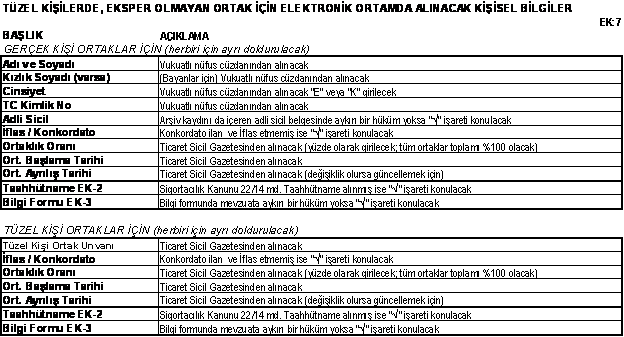 TÜZEL KİŞİLERDE, EKSPER OLMAYAN ORTAK İÇİN ELEKTRONİK ORTAMDA ALINACAK KİŞİSEL BİLGİLER
EK:7
BAŞLIK AÇIKLAMA
GERÇEK KİŞİ ORTAKLAR İÇİN (herbiri için ayrı doldurulacak)
Adı ve Soyadı Vukuatlı nüfus cüzdanından alınacak
Kızlık Soyadı (varsa) (Bayanlar için) Vukuatlı nüfus cüzdanından alınacak
Cinsiyet Vukuatlı nüfus cüzdanından alınacak "E" veya "K" girilecek
TC Kimlik No Vukuatlı nüfus cüzdanından alınacak
Adli Sicil Arşiv kaydını da içeren adli sicil belgesinde aykırı bir hüküm yoksa "√" işareti konulacak
İflas / Konkordato Konkordato ilan ve İflas etmemiş ise "√" işareti konulacak
Ortaklık Oranı Ticaret Sicil Gazetesinden alınacak (yüzde olarak girilecek; tüm ortaklar toplamı %100 olacak)
Ort. Başlama Tarihi Ticaret Sicil Gazetesinden alınacak
Ort. Ayrılış Tarihi Ticaret Sicil Gazetesinden alınacak (değişiklik olursa güncellemek için)
Taahhütname EK-2 Sigortacılık Kanunu 22/14 md. Taahhütname alınmış ise "√" işareti konulacak
Bilgi Formu EK-3 Bilgi formunda mevzuata aykırı bir hüküm yoksa "√" işareti konulacak
TÜZEL KİŞİ ORTAKLAR İÇİN (herbiri için ayrı doldurulacak)
Tüzel Kişi Ortak Unvanı Ticaret Sicil Gazetesinden alınacak
İflas / Konkordato Konkordato ilan ve İflas etmemiş ise "√" işareti konulacak
Ortaklık Oranı Ticaret Sicil Gazetesinden alınacak (yüzde olarak girilecek; tüm ortaklar toplamı %100 olacak)
Ort. Başlama Tarihi Ticaret Sicil Gazetesinden alınacak
Ort. Ayrılış Tarihi Ticaret Sicil Gazetesinden alınacak (değişiklik olursa güncellemek için)
Taahhütname EK-2 Sigortacılık Kanunu 22/14 md. Taahhütname alınmış ise "√" işareti konulacak
Bilgi Formu EK-3 Bilgi formunda mevzuata aykırı bir hüküm yoksa "√" işareti konulacak